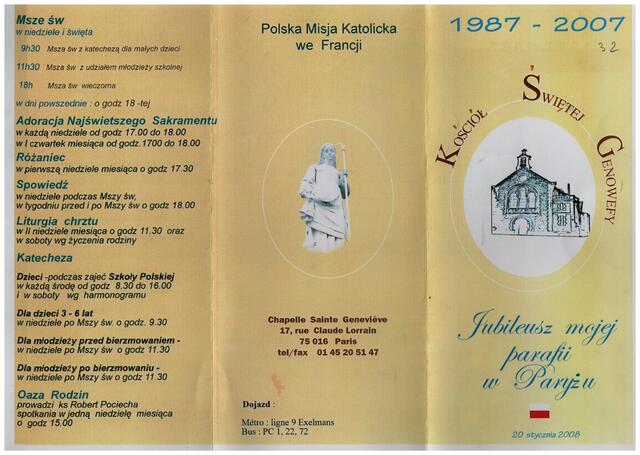 Msze św
w niedziele i święta
9h30 Msza św z katechezą dla małych dzieci
11h30 Msza św z udziałem młodzieży szkolnej
18h Msza św wieczorna
w dni powszednie : o godz 18 -tej
Adoracja Najświetszego Sakramentu
w każdą niedziele od godz 17.00 do 18.00
w I czwartek miesiąca od godz.1700 do 18.00
Różaniec
w pierwszą niedziele miesiąca o godz 17.30
Spowiedź
w niedziele podczas Mszy św,
w tygodniu przed i po Mszy św o godz 18.00
Liturgia chrztu
w II niedziele miesiąca o godz 11.30 oraz
w soboty wg życzenia rodziny
Katecheza
Dzieci -podczas zajęć Szkoły Polskiej
w każdą środę od godz 8.30 do 16.00
i w soboty wg harmonogramu
Dla dzieci 3 - 6 lat
w niedziele po Mszy św. o godz. 9.30
Dla młodzieży przed bierzmowaniem -
w niedziele po Mszy św o godz 11.30
Dla młodzieży po bierzmowaniu -
w niedziele po Mszy św o godz 11.30
Oaza Rodzin
prowadzi ks Robert Pociecha
spotkania w jedną niedzielę miesiąca
o godz 15.00
Polska Misja Katolicka
we Francji
Chapelle Sainte Geneviève
17, rue Claude Lorrain
75 016 Paris
tel/fax 01 45 20 51 47
Dojazd :
Métro : ligne 9 Exelmans
Bus : PC 1, 22, 72
1987 - 2007
32
Kościół Świętej Genowefy
Jubileusz mojej
parafii
w Paryżu
20 stycznia 2008